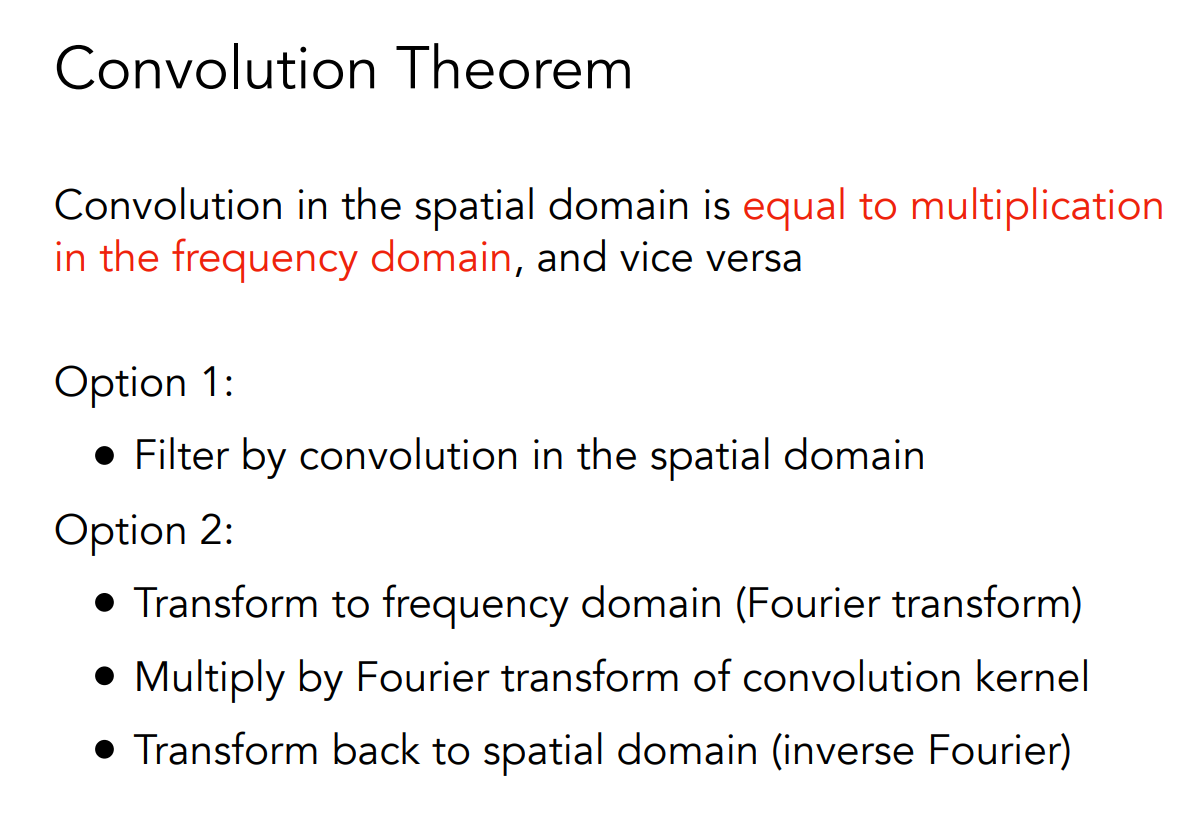 Convolution Theorem
Convolution in the spatial domain is equal to multiplication
in the frequency domain, and vice versa
Option 1:
• Filter by convolution in the spatial domain
Option 2:
• Transform to frequency domain (Fourier transform)
• Multiply by Fourier transform of convolution kernel
• Transform back to spatial domain (inverse Fourier)